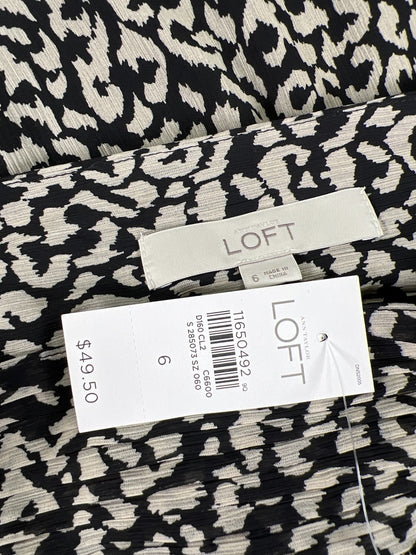 ANN TAYLOR
LOFT
6
MADE IN
CHINA
ANN TAYLOR
LOFT
11650492
C6600
D160 CL2
S 285073 SZ 060
6
$49.50